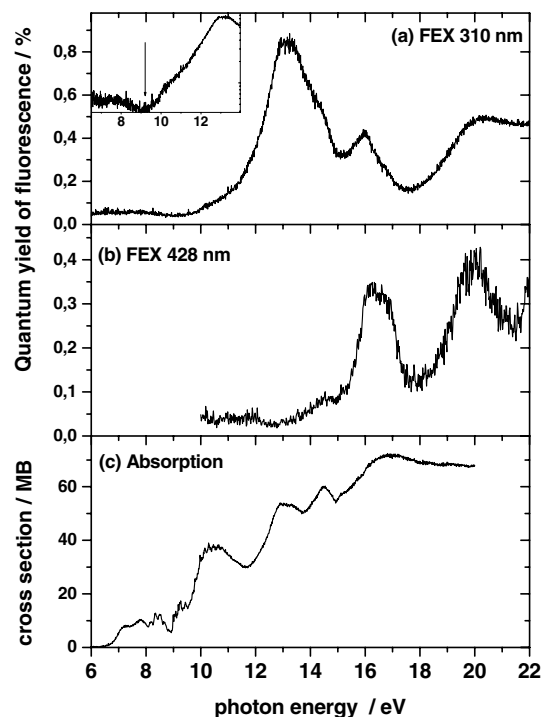 Quantum yield of fluorescence / %
cross section / MB
(a) FEX 310 nm
0,8
0,6
0,4
0,2
0,0
8 10 12
(b) FEX 428 nm
0,4
0,3
0,2
0,1
0,0
(c) Absorption
60
40
20
0
6 8 10 12 14 16 18 20 22
photon energy / eV